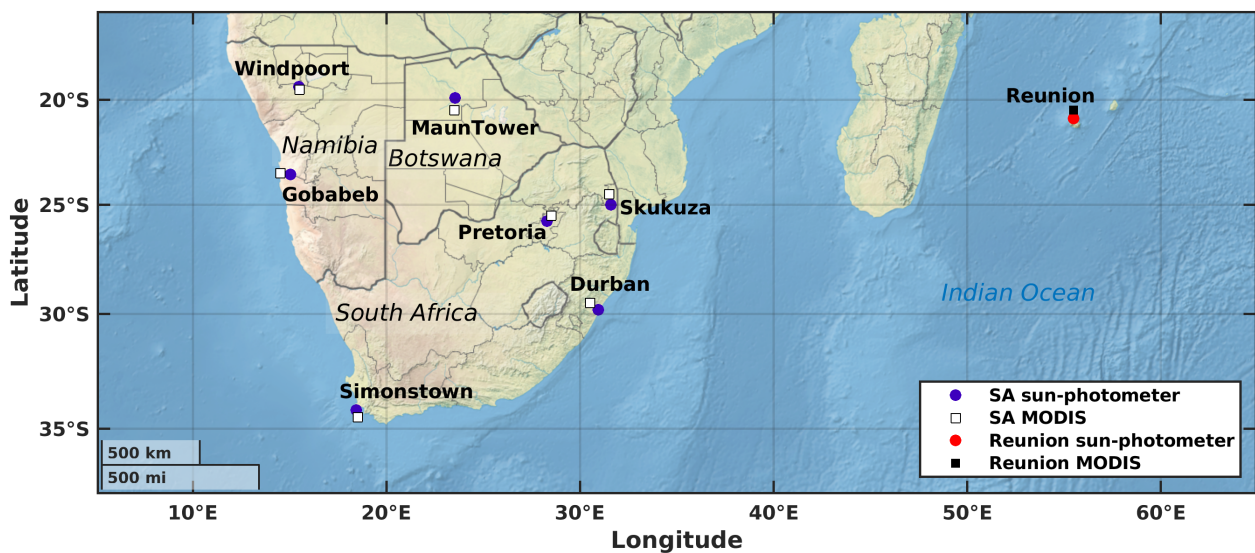 Windpoort
Reunion
20°S
MaunTower
Namibia
Botswana
Gobabeb
25°S
Skukuza
Pretoria
Durban
Indian Ocean
30°S
South Africa
Simonstown
35°S
Latitude
500 km
500 mi
SA sun-photometer
SA MODIS
Reunion sun-photometer
Reunion MODIS
10°E
20°E
30°E
40°E
50°E
60°E
Longitude